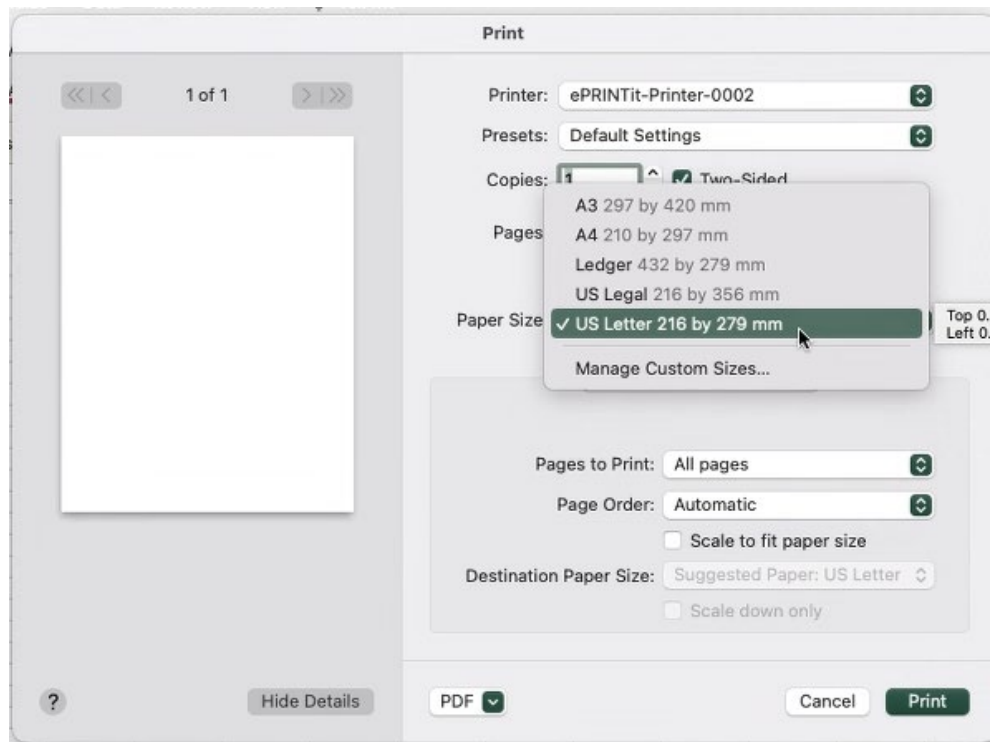 Print
1 of 1
Printer: ePRINTit-Printer-0002
Presets: Default Settings
Copies: 1 Two-Sided
Pages
A3 297 by 420 mm
A4 210 by 297 mm
Ledger 432 by 279 mm
US Legal 216 by 356 mm
Paper Size ✓ US Letter 216 by 279 mm
Top 0.
Left 0.
Manage Custom Sizes...
Pages to Print: All pages
Page Order: Automatic
Scale to fit paper size
Destination Paper Size: Suggested Paper: US Letter
Scale down only
? Hide Details PDF Cancel Print